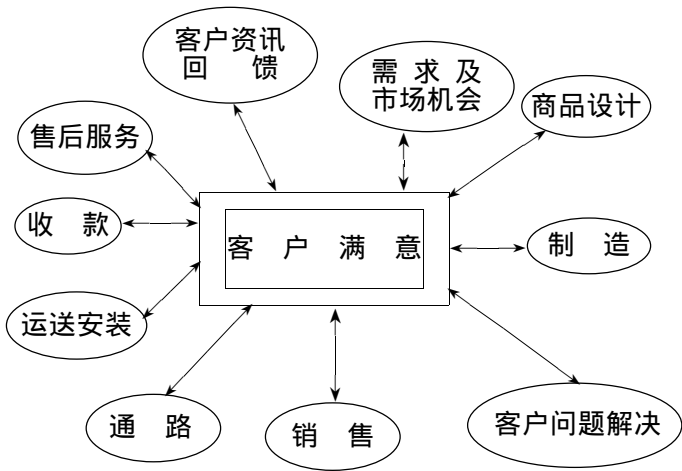 客户资讯
回 馈
需 求 及
市场机会
商品设计
售后服务
收 款
客 户 满 意
制 造
运送安装
通 路
销 售
客户问题解决